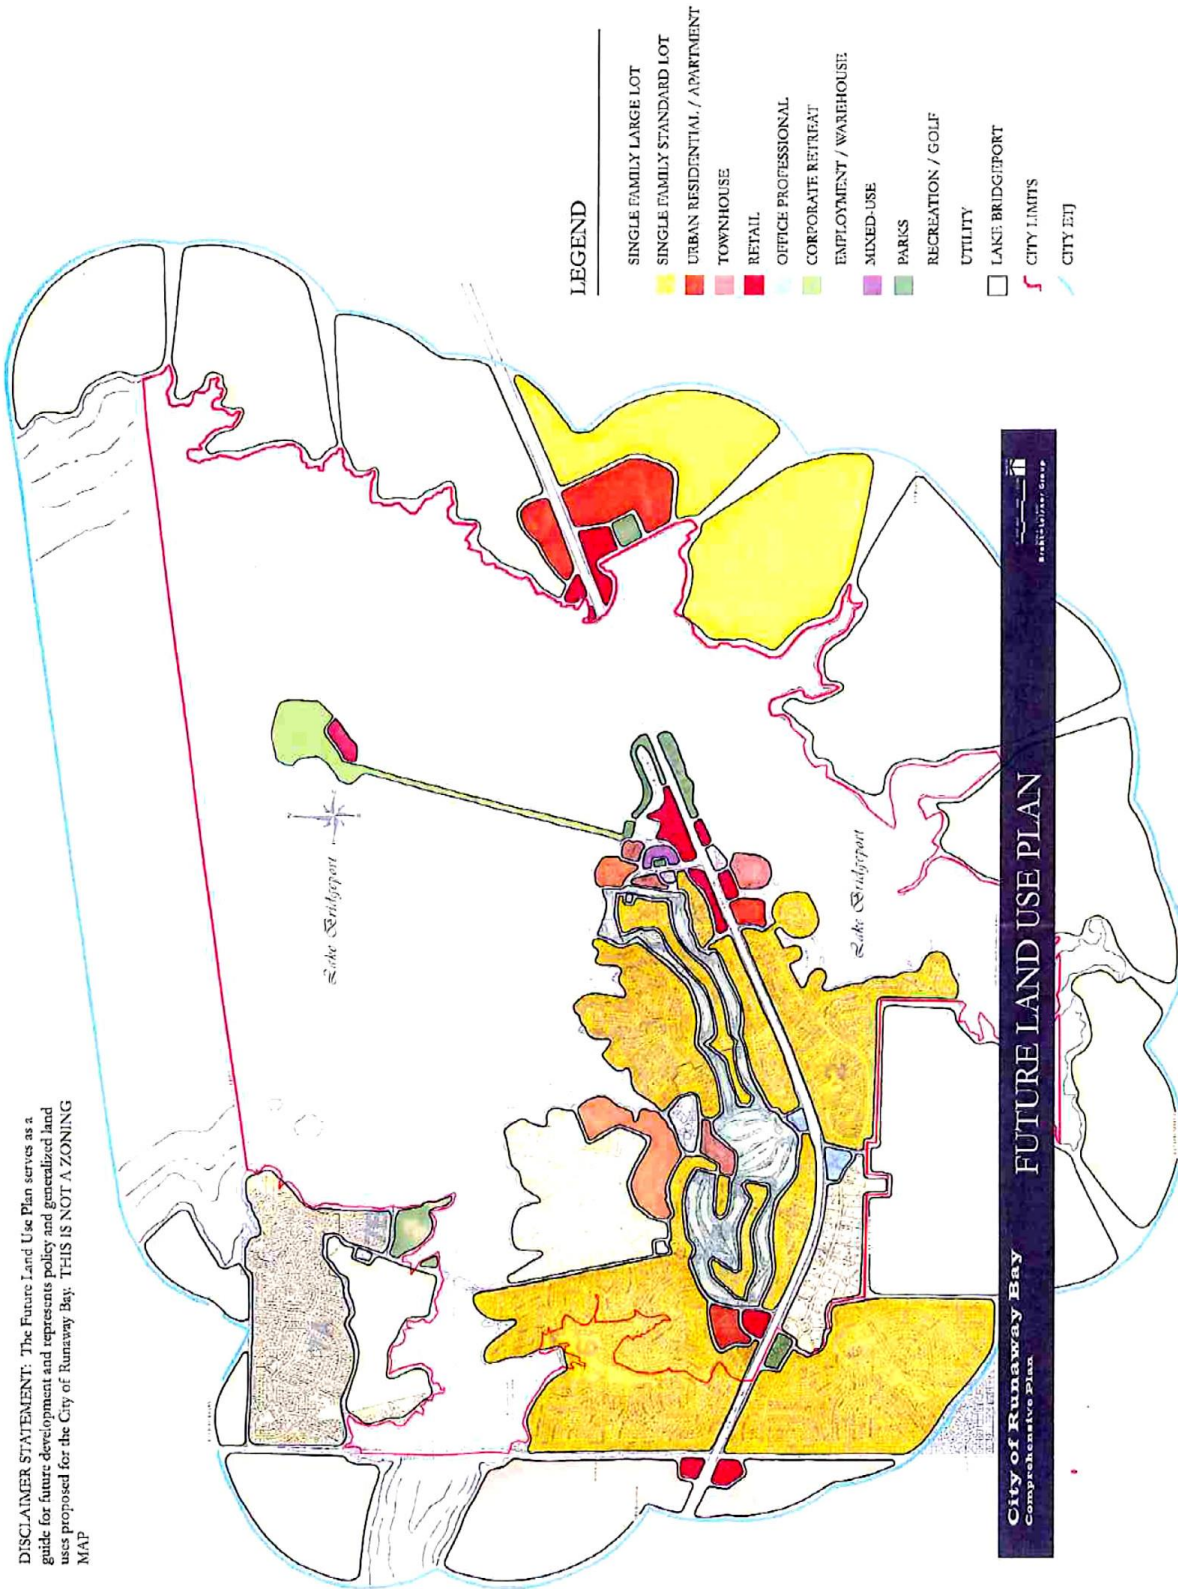 DISCLAIMER STATEMENT: The Future Land Use Plan serves as a
guide for future development and represents policy and generalized land
uses proposed for the City of Runaway Bay. THIS IS NOT A ZONING
MAP
Lake Bridgeport
Lake Bridgeport
LEGEND
SINGLE FAMILY LARGE LOT
SINGLE FAMILY STANDARD LOT
URBAN RESIDENTIAL / APARTMENT
TOWNHOUSE
RETAIL
OFFICE PROFESSIONAL
CORPORATE RETREAT
EMPLOYMENT / WAREHOUSE
MIXED-USE
PARKS
RECREATION / GOLF
UTILITY
LAKE BRIDGEPORT
CITY LIMITS
CITY ETJ
City of Runaway Bay
Comprehensive Plan
FUTURE LAND USE PLAN
Group